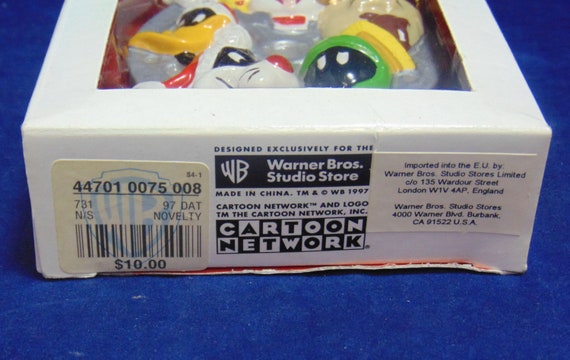 S4-1
44701 0075 008
731 97 DAT
N/S NOVELTY
$10.00
DESIGNED EXCLUSIVELY FOR THE
WB Warner Bros.
Studio Store
MADE IN CHINA. TM & © WB 1997
CARTOON NETWORK™ AND LOGO
TM THE CARTOON NETWORK, INC.
CARTOON
NETWORK®
Imported into the E.U. by:
Warner Bros. Studio Stores Limited
c/o 135 Wardour Street
London W1V 4AP, England
Warner Bros. Studio Stores
4000 Warner Blvd. Burbank,
CA 91522 U.S.A.